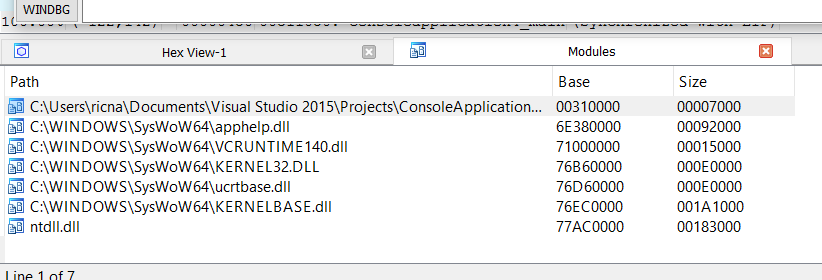 WINDBG
Hex View-1
Modules
Path Base Size
C:\Users\ricna\Documents\Visual Studio 2015\Projects\ConsoleApplication... 00310000 00007000
C:\WINDOWS\SysWoW64\apphelp.dll 6E380000 00092000
C:\WINDOWS\SysWoW64\VCRUNTIME140.dll 71000000 00015000
C:\WINDOWS\SysWoW64\KERNEL32.DLL 76B60000 000E0000
C:\WINDOWS\SysWoW64\ucrtbase.dll 76D60000 000E0000
C:\WINDOWS\SysWoW64\KERNELBASE.dll 76EC0000 001A1000
ntdll.dll 77AC0000 00183000
Line 1 of 7